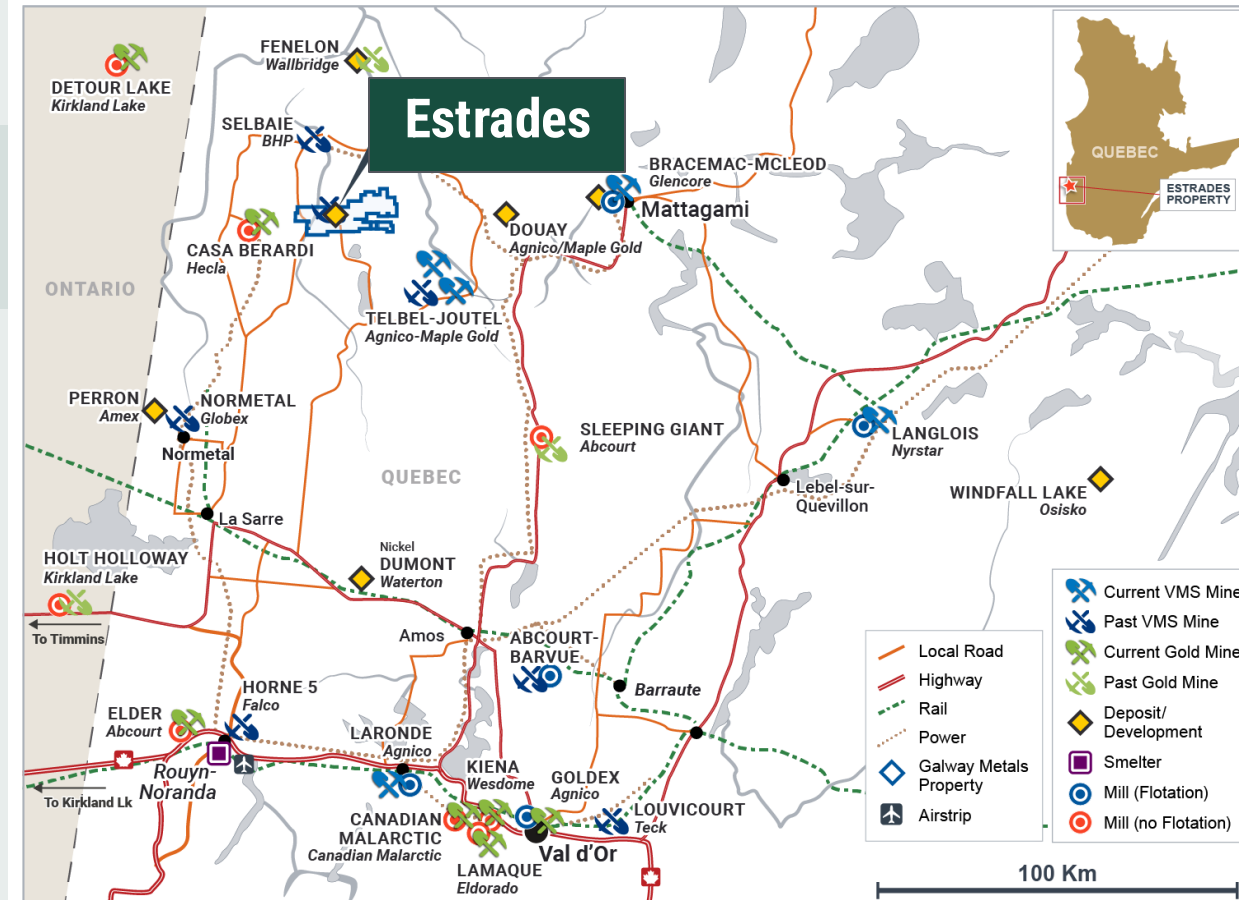 FENELON
Wallbridge
DETOUR LAKE
Kirkland Lake
Estrades
SELBAIE
BHP
BRACEMAC-MCLEOD
Glencore
Mattagami
QUEBEC
ESTRADES
PROPERTY
DOUAY
Agnico/Maple Gold
CASA BERARDI
Hecla
ONTARIO
TELBEL-JOUTEL
Agnico-Maple Gold
PERRON
Amex
NORMETAL
Globex
Normetal
SLEEPING GIANT
Abcourt
LANGLOIS
Nyrstar
QUEBEC
Lebel-sur-
Quevillon
WINDFALL LAKE
Osisko
La Sarre
HOLT HOLLOWAY
Kirkland Lake
Nickel
DUMONT
Waterton
To Timmins
Amos
ABCOURT-
BARVUE
Barraute
HORNE 5
Falco
ELDER
Abcourt
LARONDE
Agnico
KIENA
Wesdome
GOLDEX
Agnico
Rouyn-
Noranda
To Kirkland Lk
LOUVICOURT
Teck
CANADIAN
MALARCTIC
Canadian Malarctic
Val d'Or
LAMAQUE
Eldorado
Local Road
Highway
Rail
Power
Galway Metals
Property
Airstrip
Current VMS Mine
Past VMS Mine
Current Gold Mine
Past Gold Mine
Deposit/
Development
Smelter
Mill (Flotation)
Mill (no Flotation)
100 Km